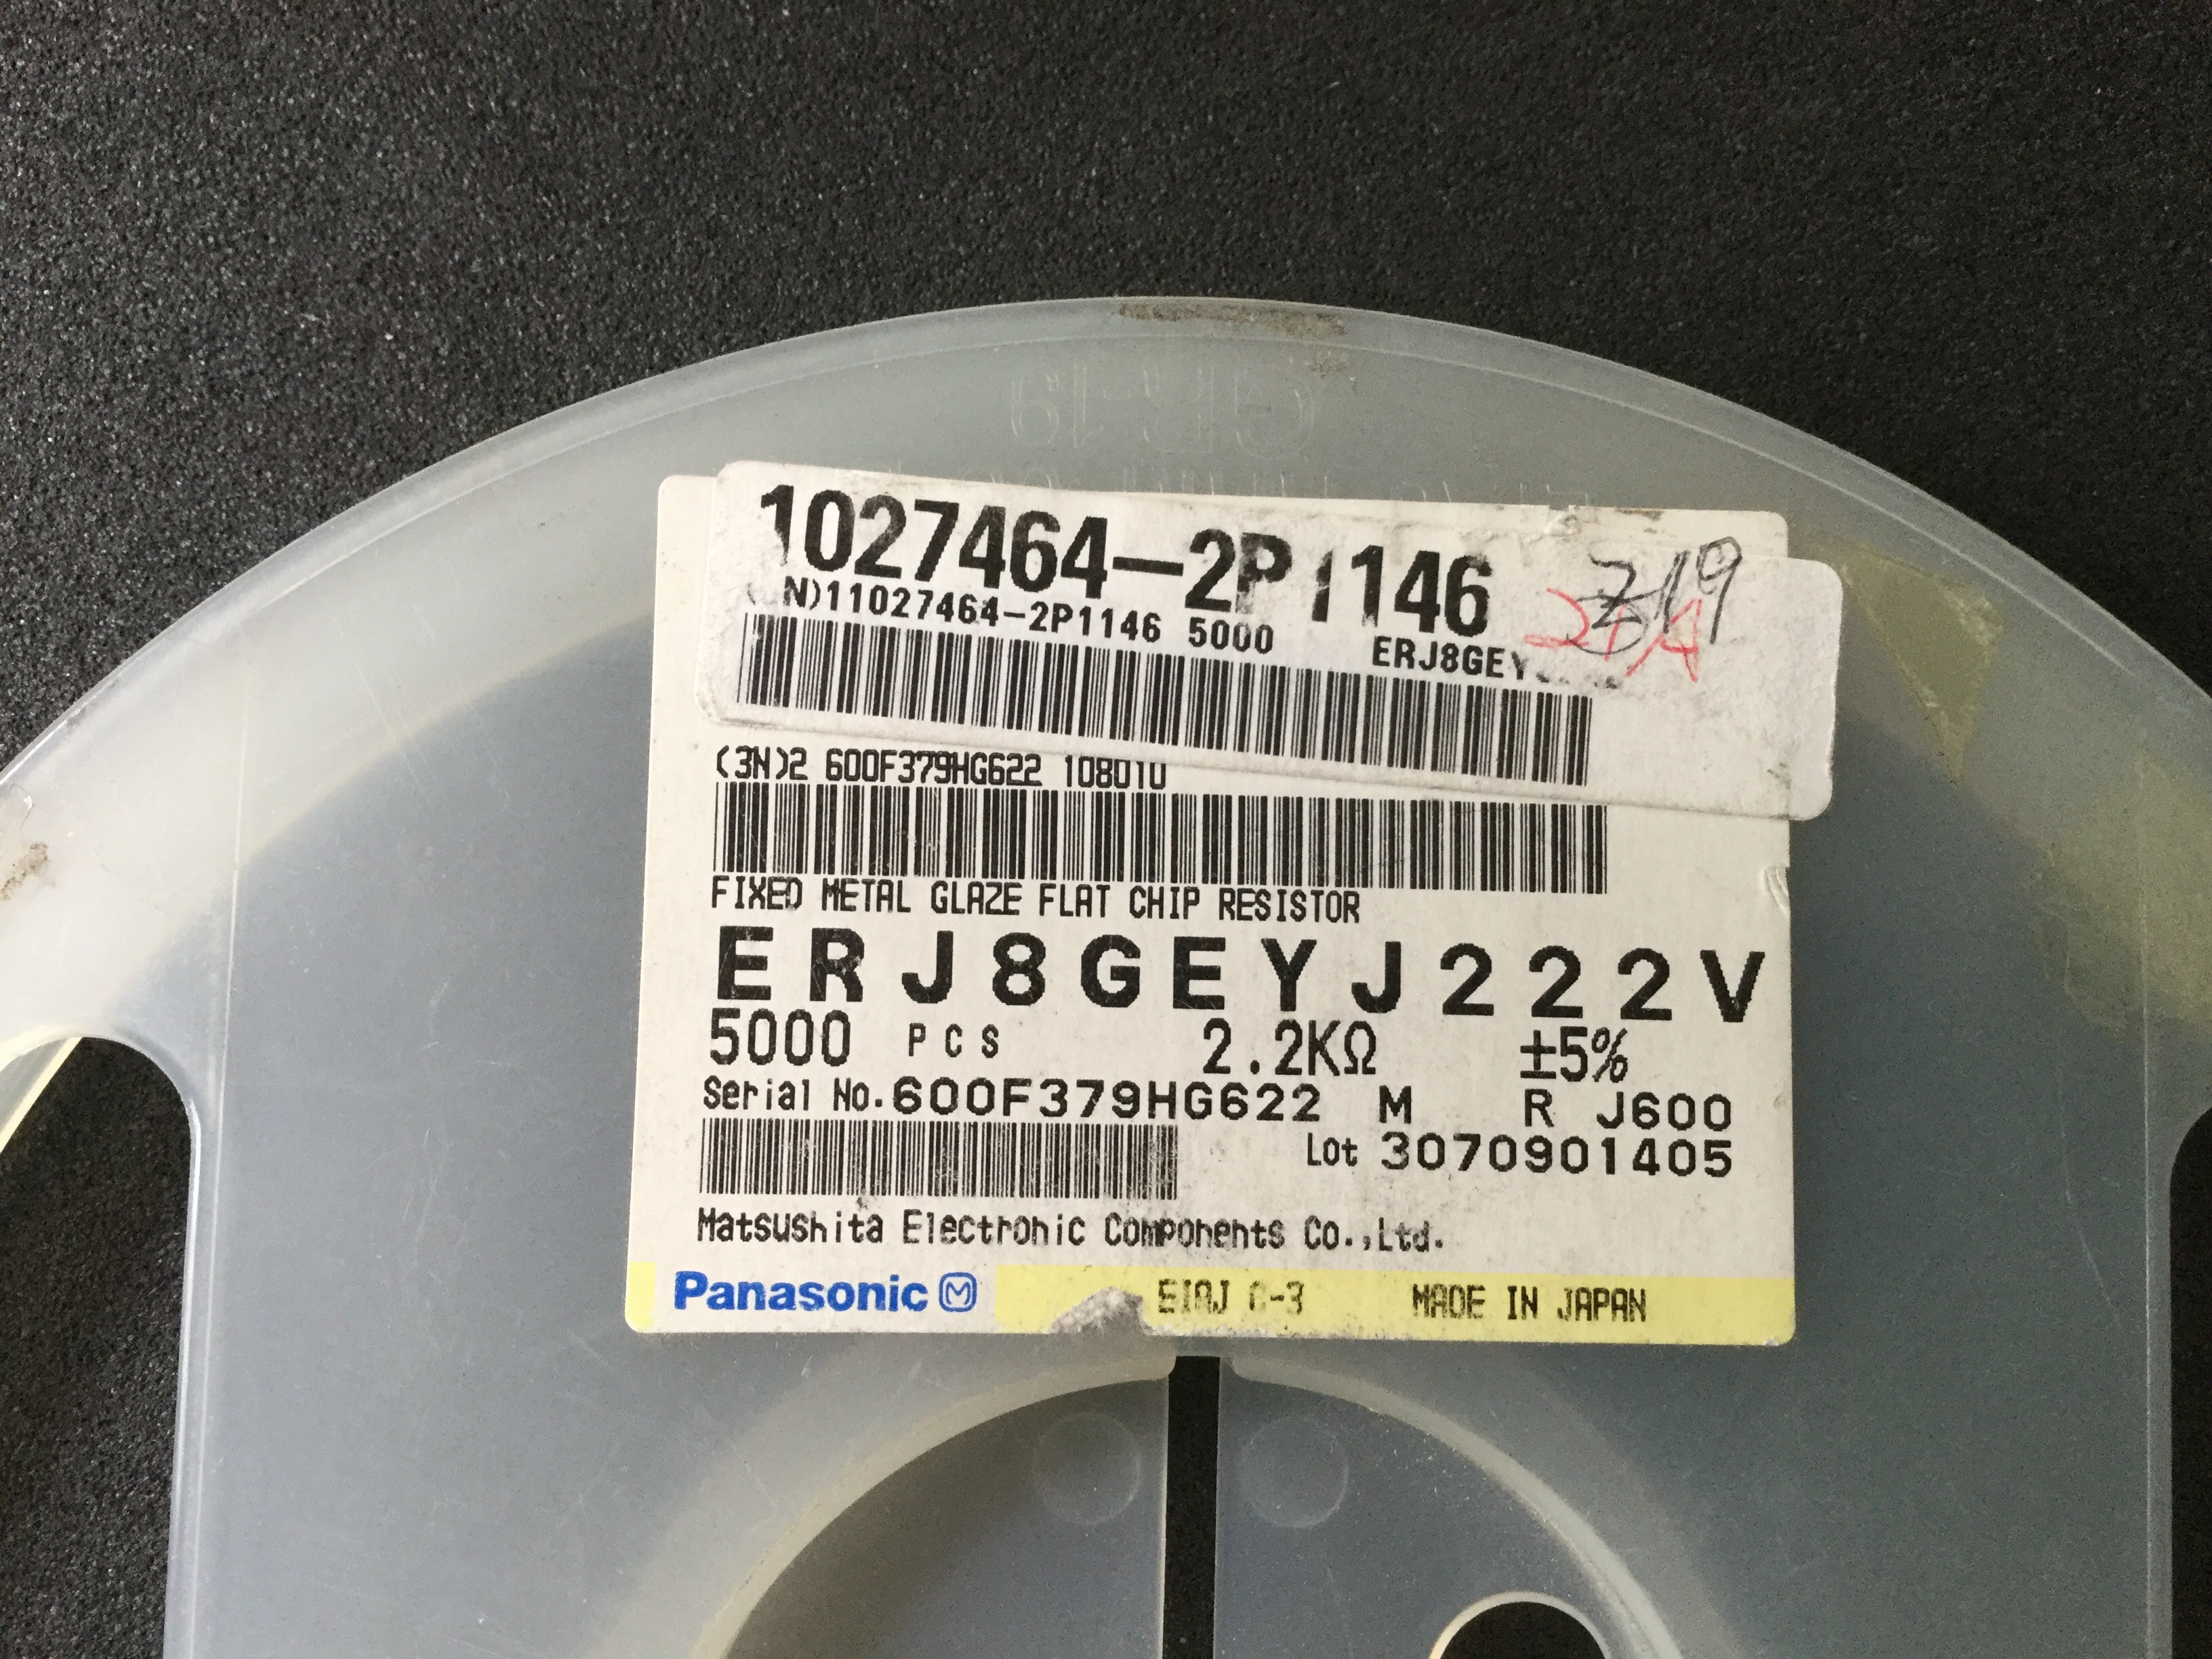 1027464-2P1146
N)11027464-2P1146 5000 ERJ8GEY
Z19
(3N)2 600F379HG622 108010
FIXED METAL GLAZE FLAT CHIP RESISTOR
ERJ8GEYJ222V
5000 PCS 2.2KΩ ±5%
Serial No.600F379HG622 M R J600
Lot 3070901405
Matsushita Electronic Components Co.,Ltd.
Panasonic EIAJ C-3 MADE IN JAPAN